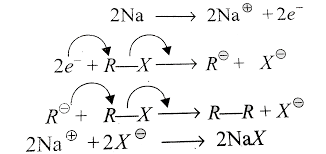 2Na ⟶ 2Na⊕ + 2e⁻
2e⁻ + R—X ⟶ R⊖ + X⊖
R⊖ + R—X ⟶ R—R + X⊖
2Na⊕ + 2X⊖ ⟶ 2NaX